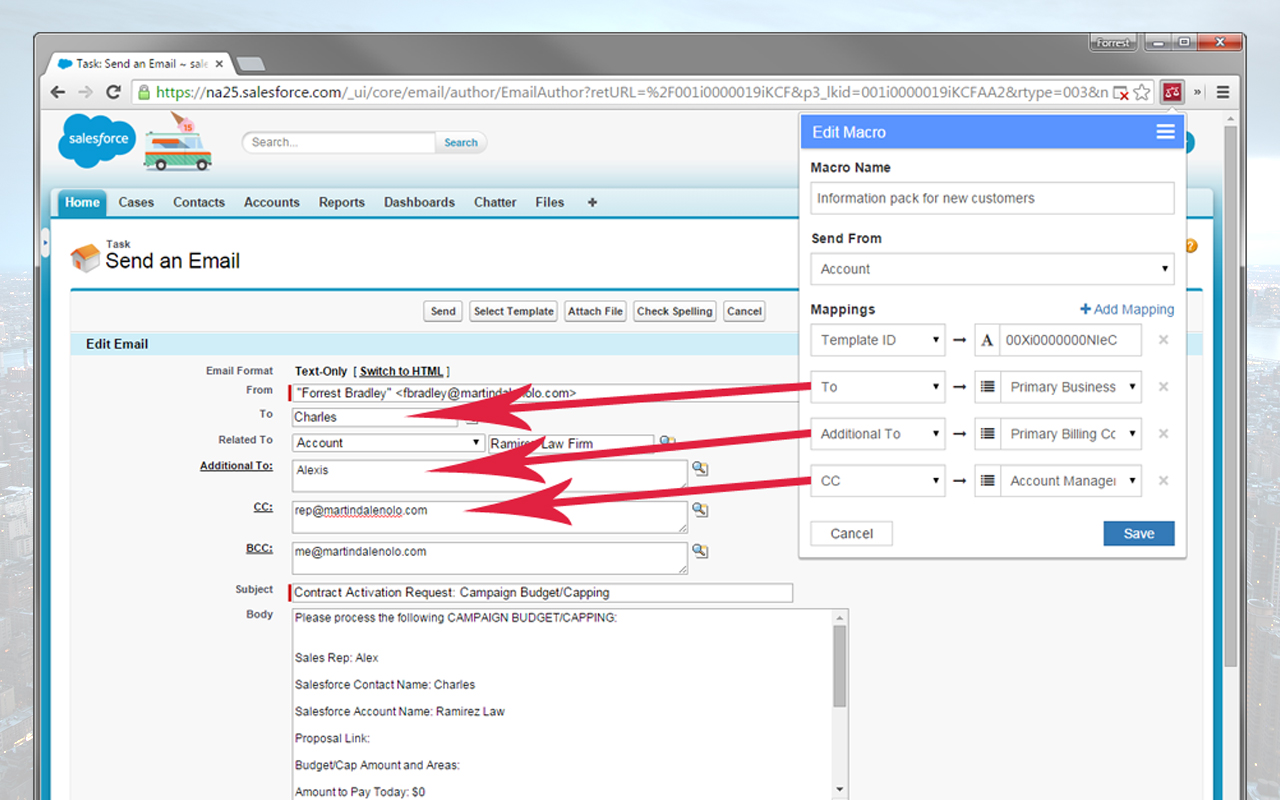 Forrest
Task: Send an Email ~ sale
https://na25.salesforce.com/_ui/core/email/author/EmailAuthor?retURL=%2F001i0000019iKCF&p3_lkid=001i0000019iKCFAA2&rtype=003&n
salesforce
15
Search...
Search
Home Cases Contacts Accounts Reports Dashboards Chatter Files
Task
Send an Email
Send Select Template Attach File Check Spelling Cancel
Edit Email
Email Format Text-Only [ Switch to HTML ]
From "Forrest Bradley" <fbradley@martindalenolo.com>
To Charles
Related To Account Ramirez Law Firm
Additional To: Alexis
CC: rep@martindalenolo.com
BCC: me@martindalenolo.com
Subject Contract Activation Request: Campaign Budget/Capping
Body Please process the following CAMPAIGN BUDGET/CAPPING:
Sales Rep: Alex
Salesforce Contact Name: Charles
Salesforce Account Name: Ramirez Law
Proposal Link:
Budget/Cap Amount and Areas:
Amount to Pay Today: $0
Edit Macro
Macro Name
Information pack for new customers
Send From
Account
Mappings + Add Mapping
Template ID → A 00Xi0000000NIeC
To → Primary Business
Additional To → Primary Billing Cc
CC → Account Manager
Cancel Save